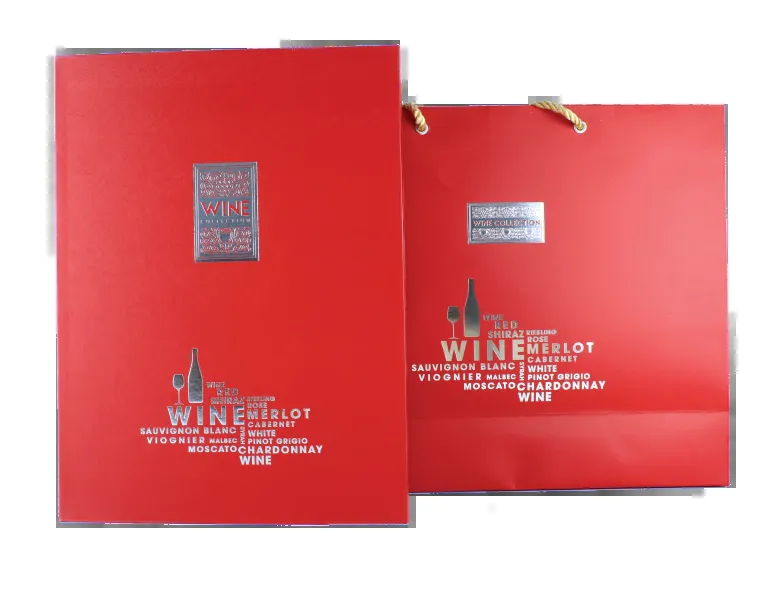 WINE
COLLECTION
WINE
RED
SHIRAZ RIESLING
ROSE
WINE MERLOT
CABERNET
SAUVIGNON BLANC SYRAH WHITE
VIOGNIER MALBEC PINOT GRIGIO
MOSCATO CHARDONNAY
WINE
WINE COLLECTION
WINE
RED
SHIRAZ RIESLING
ROSE
WINE MERLOT
CABERNET
SAUVIGNON BLANC SYRAH WHITE
VIOGNIER MALBEC PINOT GRIGIO
MOSCATO CHARDONNAY
WINE